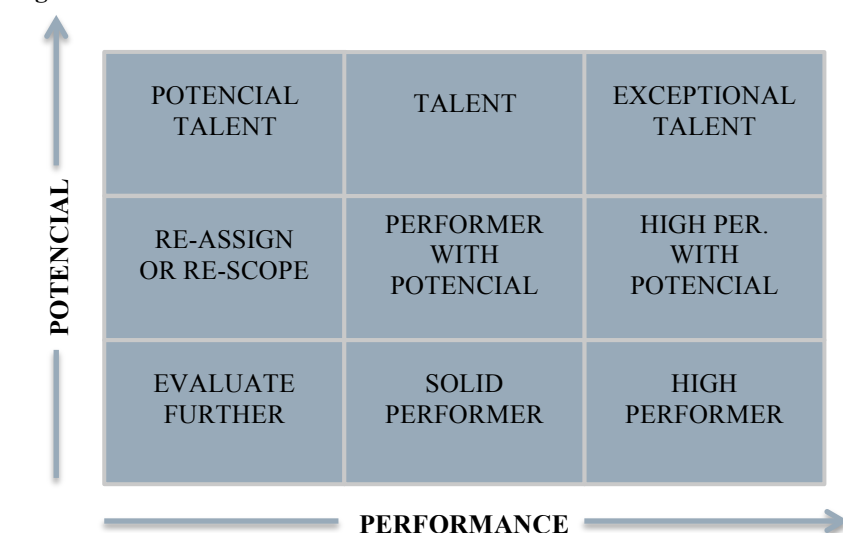 POTENCIAL
TALENT
TALENT
EXCEPTIONAL
TALENT
POTENCIAL
RE-ASSIGN
OR RE-SCOPE
PERFORMER
WITH
POTENCIAL
HIGH PER.
WITH
POTENCIAL
EVALUATE
FURTHER
SOLID
PERFORMER
HIGH
PERFORMER
PERFORMANCE